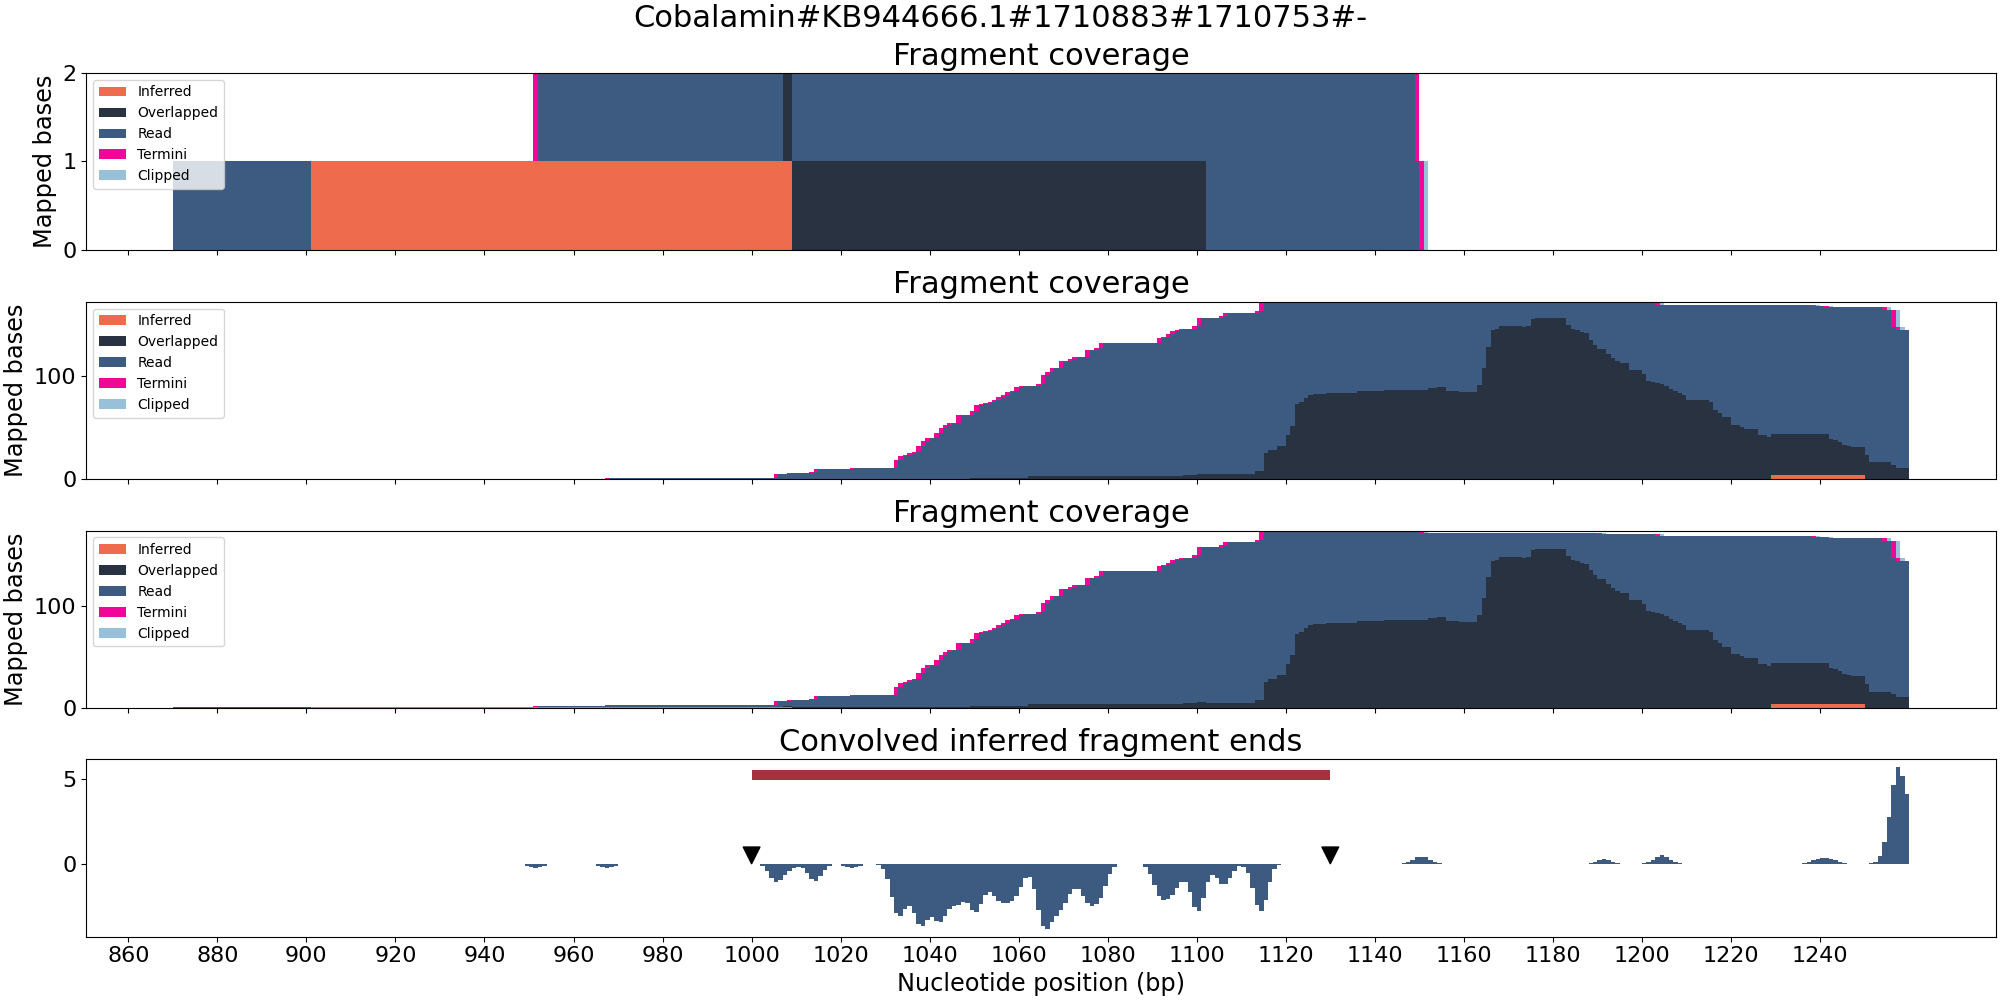 Cobalamin#KB944666.1#1710883#1710753#-
Fragment coverage
Mapped bases
2
1
0
Inferred
Overlapped
Read
Termini
Clipped
Fragment coverage
Mapped bases
100
0
Inferred
Overlapped
Read
Termini
Clipped
Fragment coverage
Mapped bases
100
0
Inferred
Overlapped
Read
Termini
Clipped
Convolved inferred fragment ends
5
0
860 880 900 920 940 960 980 1000 1020 1040 1060 1080 1100 1120 1140 1160 1180 1200 1220 1240
Nucleotide position (bp)